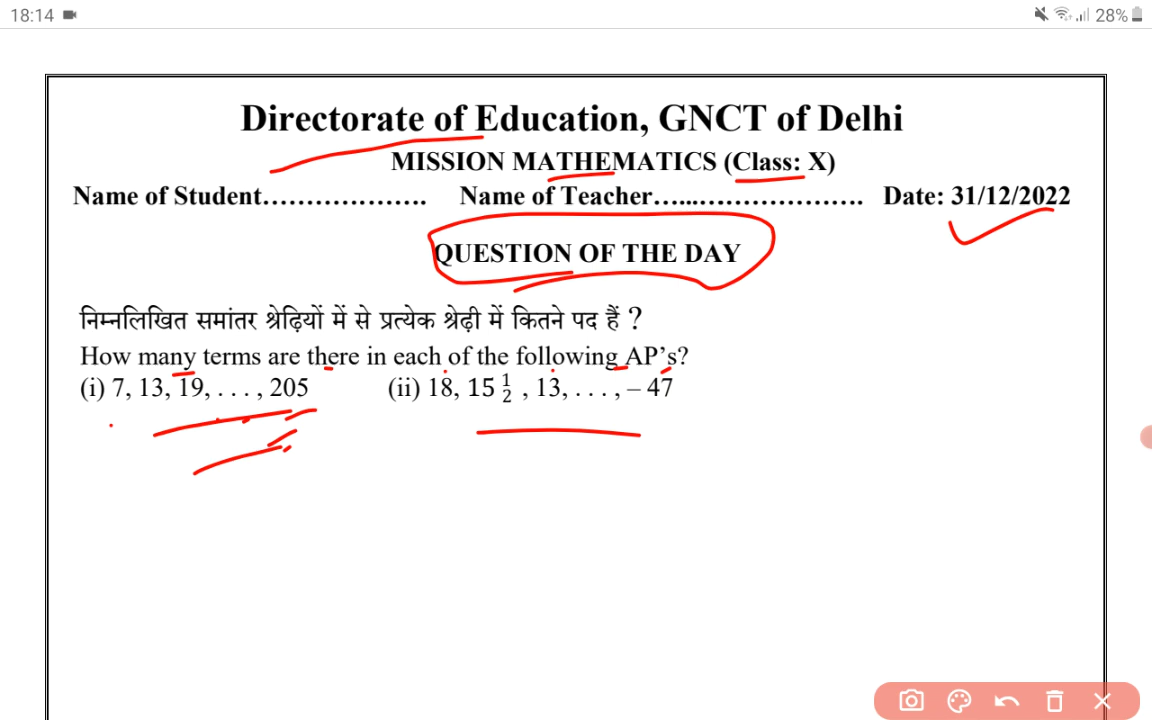 18:14 28%
Directorate of Education, GNCT of Delhi
MISSION MATHEMATICS (Class: X)
Name of Student................... Name of Teacher........................ Date: 31/12/2022
QUESTION OF THE DAY
निम्नलिखित समांतर श्रेढ़ियों में से प्रत्येक श्रेढ़ी में कितने पद हैं ?
How many terms are there in each of the following AP's?
(i) 7, 13, 19, . . . , 205 (ii) 18, 15 ½ , 13, . . . , – 47